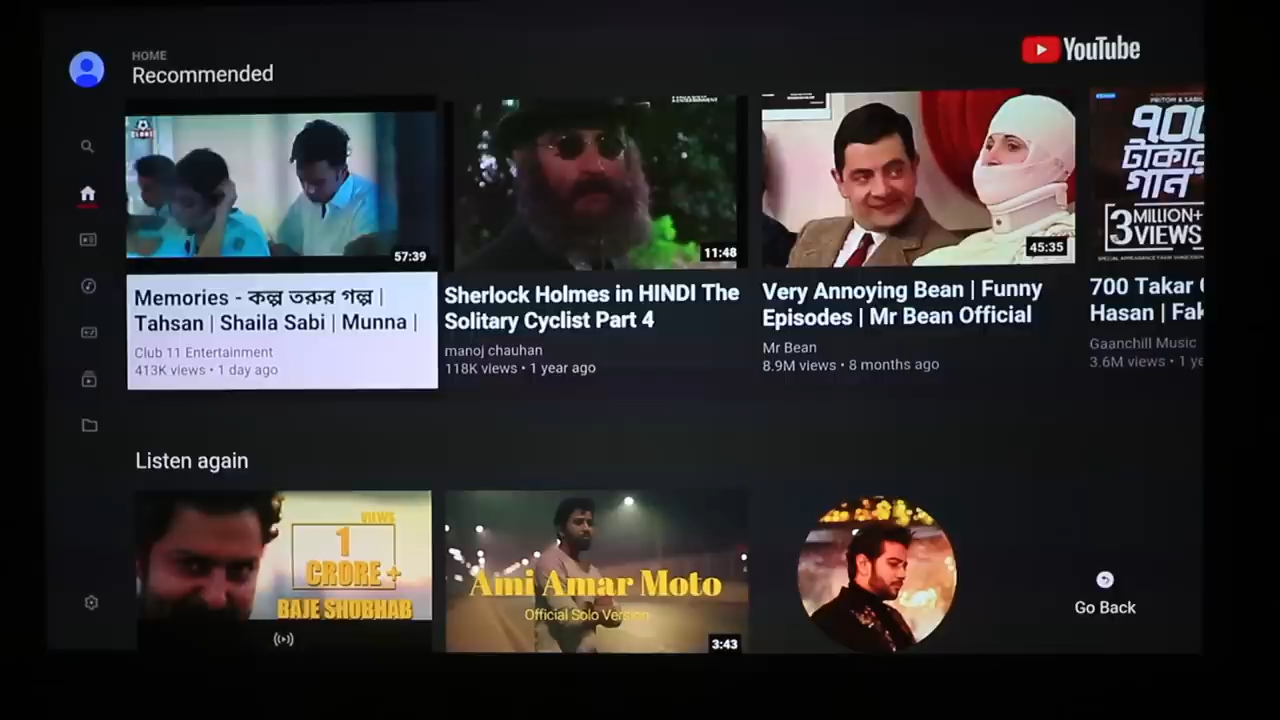 HOME
Recommended
YouTube
57:39
Memories - কল্প তরুর গল্প |
Tahsan | Shaila Sabi | Munna |
Club 11 Entertainment
413K views • 1 day ago
11:48
Sherlock Holmes in HINDI The
Solitary Cyclist Part 4
manoj chauhan
118K views • 1 year ago
45:35
Very Annoying Bean | Funny
Episodes | Mr Bean Official
Mr Bean
8.9M views • 8 months ago
PRITOM &
৭০০
টাকার
গান
3 MILLION+
VIEWS
700 Takar
Hasan |
Gaanchill Music
3.6M views • 1
Listen again
VIEWS
1
CRORE +
BAJE SHOBHAB
Ami Amar Moto
Official Solo Version
3:43
Go Back